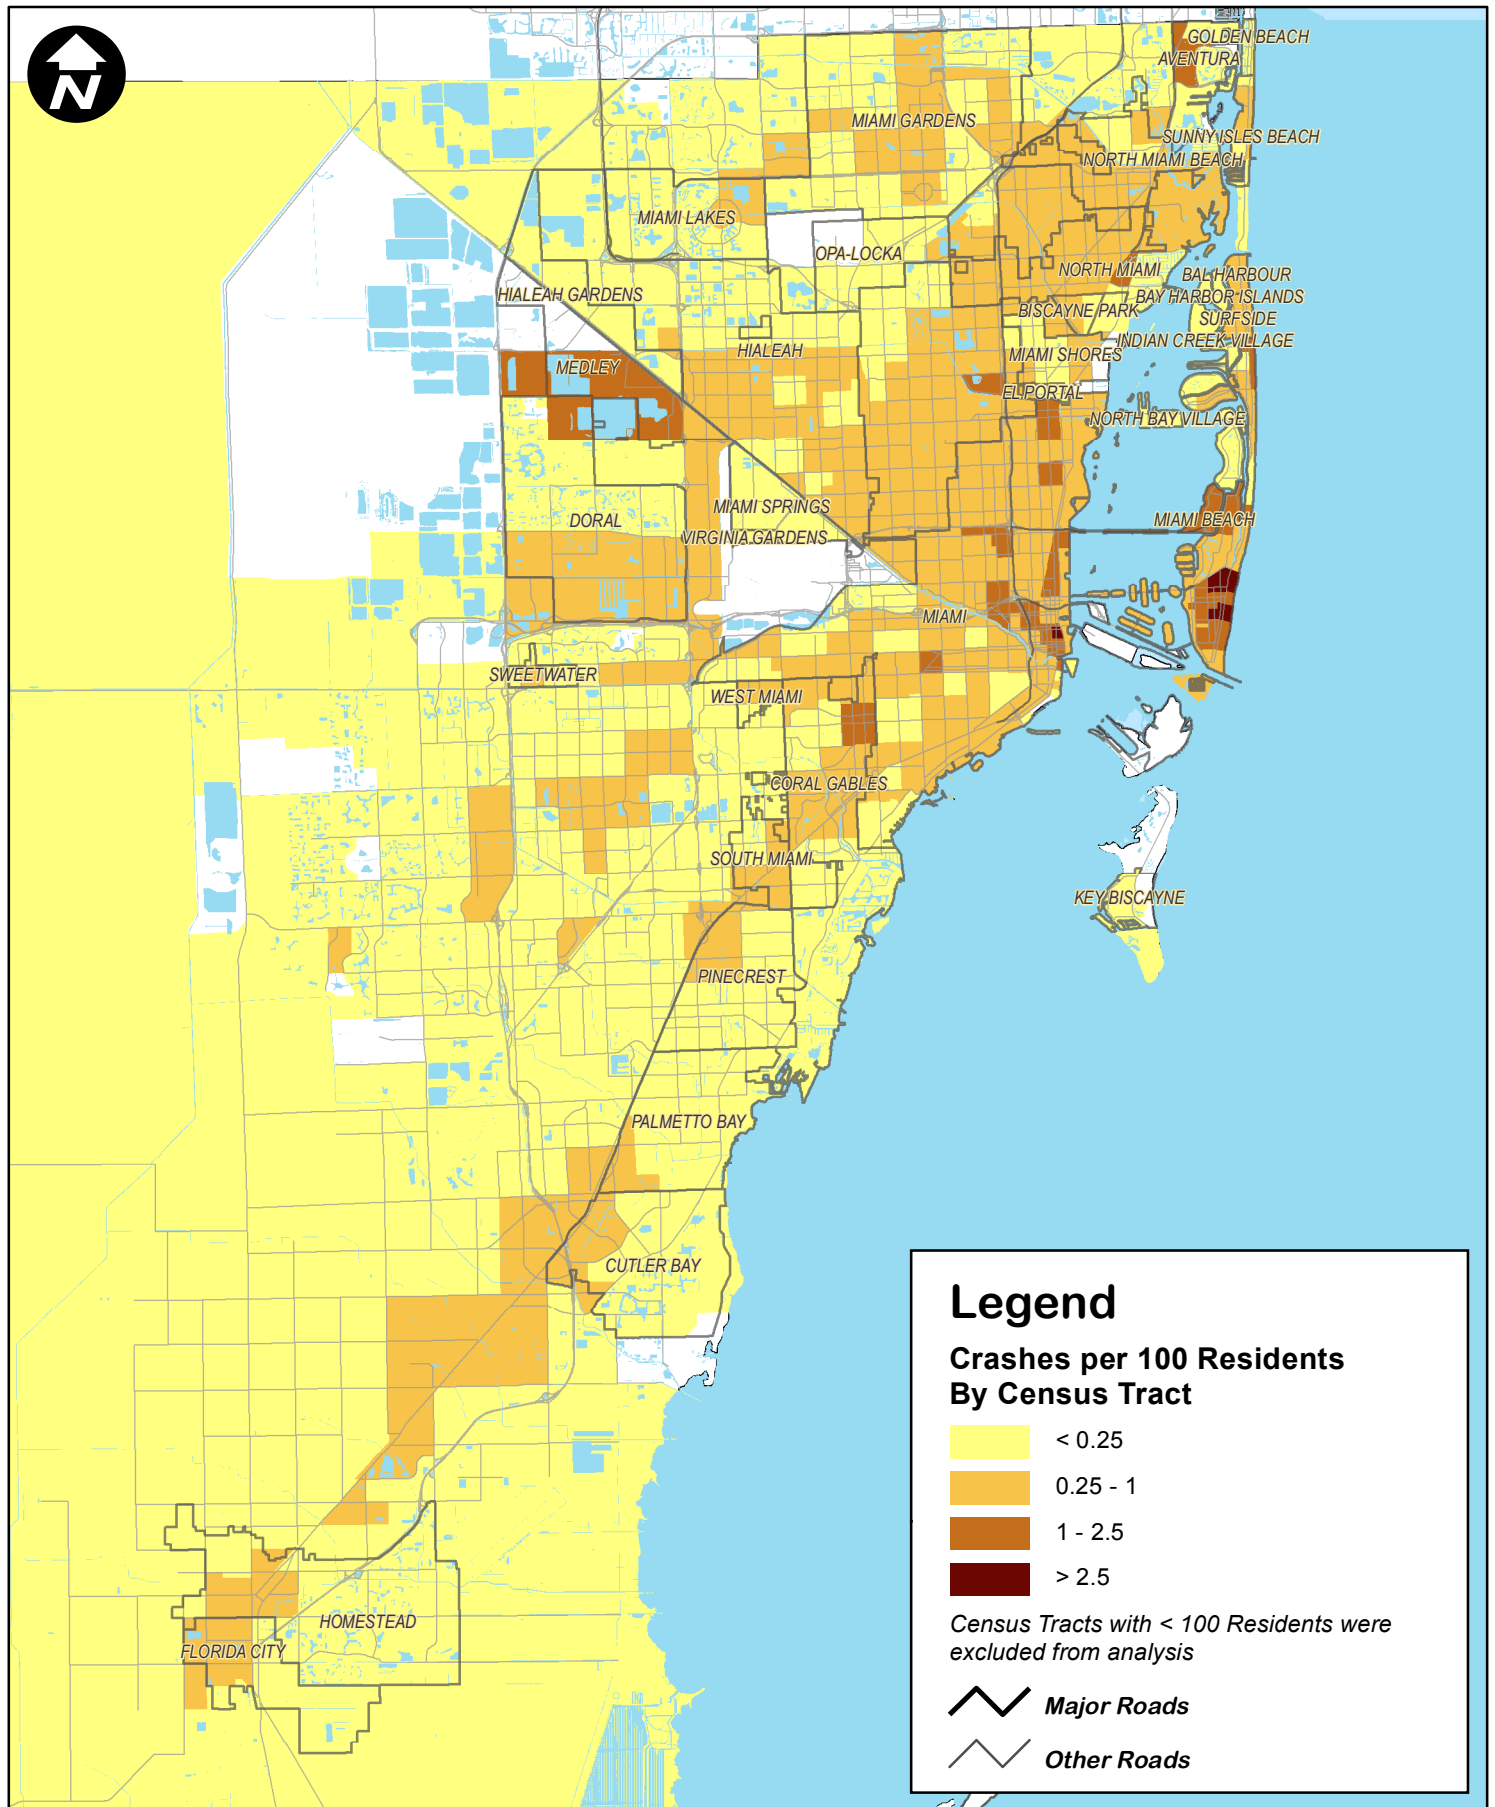 N
GOLDEN BEACH
AVENTURA
MIAMI GARDENS
SUNNY ISLES BEACH
NORTH MIAMI BEACH
MIAMI LAKES
OPA-LOCKA
NORTH MIAMI
BAL HARBOUR
HIALEAH GARDENS
BAY HARBOR ISLANDS
BISCAYNE PARK
SURFSIDE
INDIAN CREEK VILLAGE
HIALEAH
MIAMI SHORES
MEDLEY
EL PORTAL
NORTH BAY VILLAGE
MIAMI SPRINGS
DORAL
MIAMI BEACH
VIRGINIA GARDENS
MIAMI
SWEETWATER
WEST MIAMI
CORAL GABLES
SOUTH MIAMI
KEY BISCAYNE
PINECREST
PALMETTO BAY
CUTLER BAY
HOMESTEAD
FLORIDA CITY
Legend
Crashes per 100 Residents
By Census Tract
< 0.25
0.25 - 1
1 - 2.5
> 2.5
Census Tracts with < 100 Residents were
excluded from analysis
Major Roads
Other Roads